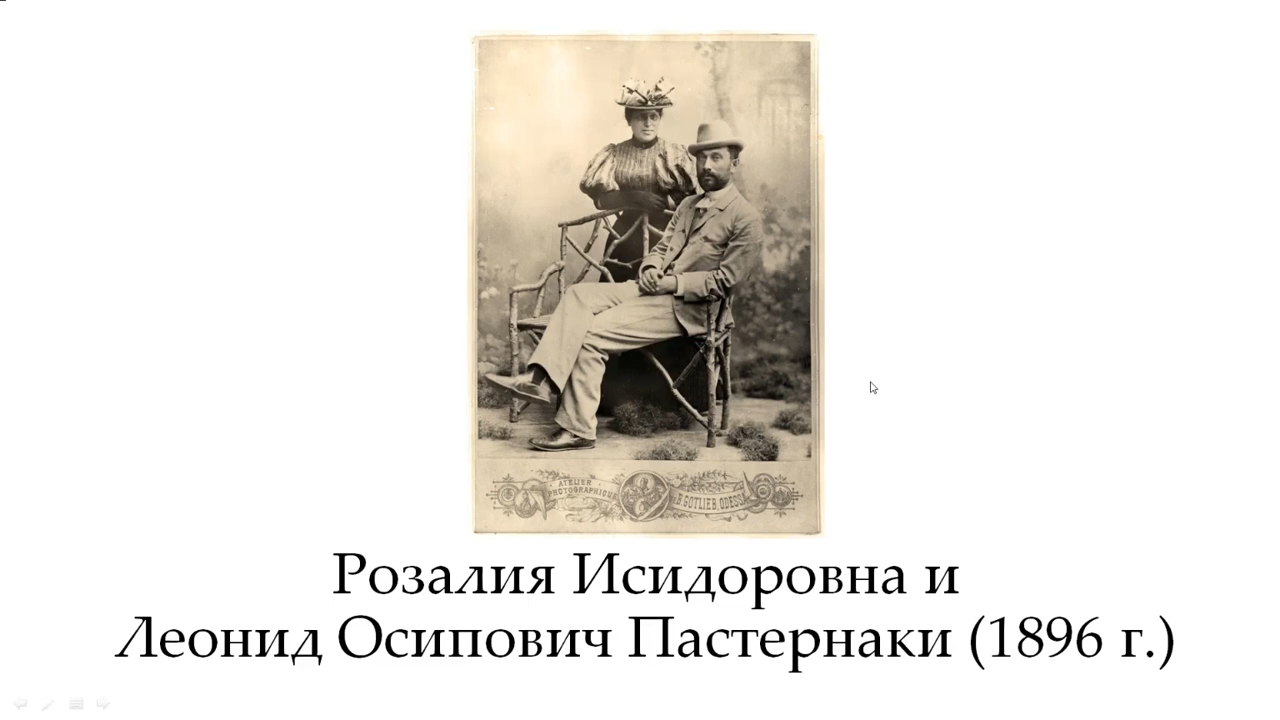 ATELIER
PHOTOGRAPHIQUE
B. GOTLIEB, ODESSA
Розалия Исидоровна и
Леонид Осипович Пастернаки (1896 г.)